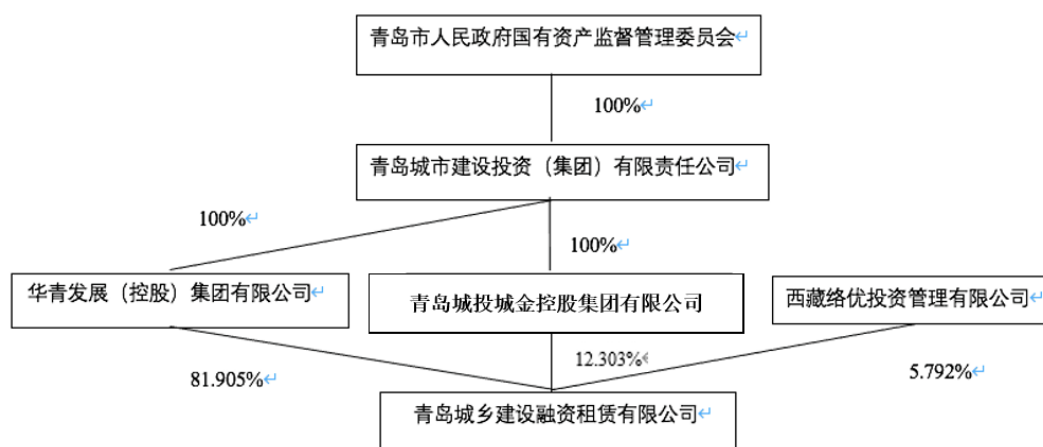 青岛市人民政府国有资产监督管理委员会↵
100%↵
青岛城市建设投资（集团）有限责任公司↵
100%↵
100%↵
华青发展（控股）集团有限公司↵
青岛城投城金控股集团有限公司
西藏络优投资管理有限公司↵
12.303%↵
81.905%↵
5.792%↵
青岛城乡建设融资租赁有限公司↵